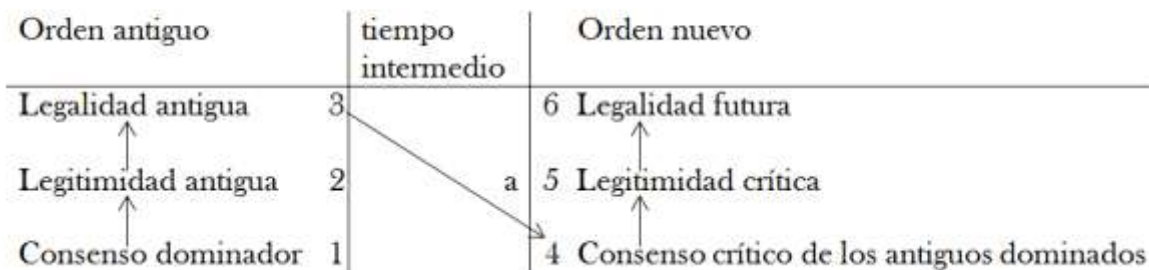 Orden antiguo tiempo Orden nuevo
intermedio
Legalidad antigua 3 6 Legalidad futura
Legitimidad antigua 2 a 5 Legitimidad crítica
Consenso dominador 1 4 Consenso crítico de los antiguos dominados